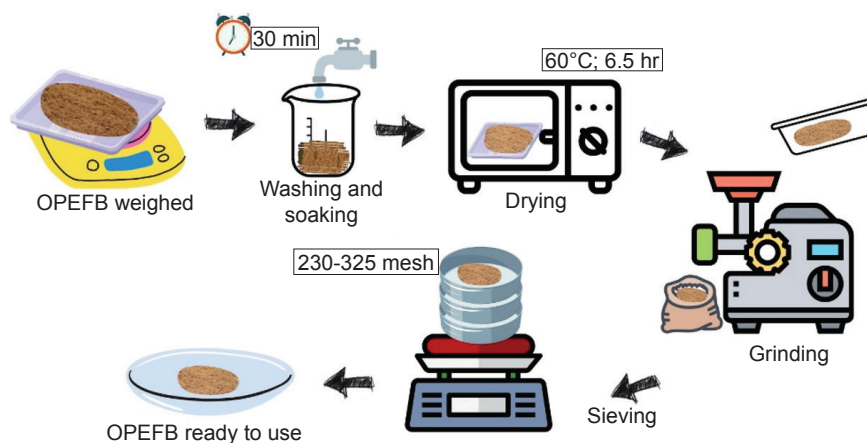 30 min
60°C; 6.5 hr
OPEFB weighed
Washing and
soaking
Drying
Grinding
230-325 mesh
Sieving
OPEFB ready to use